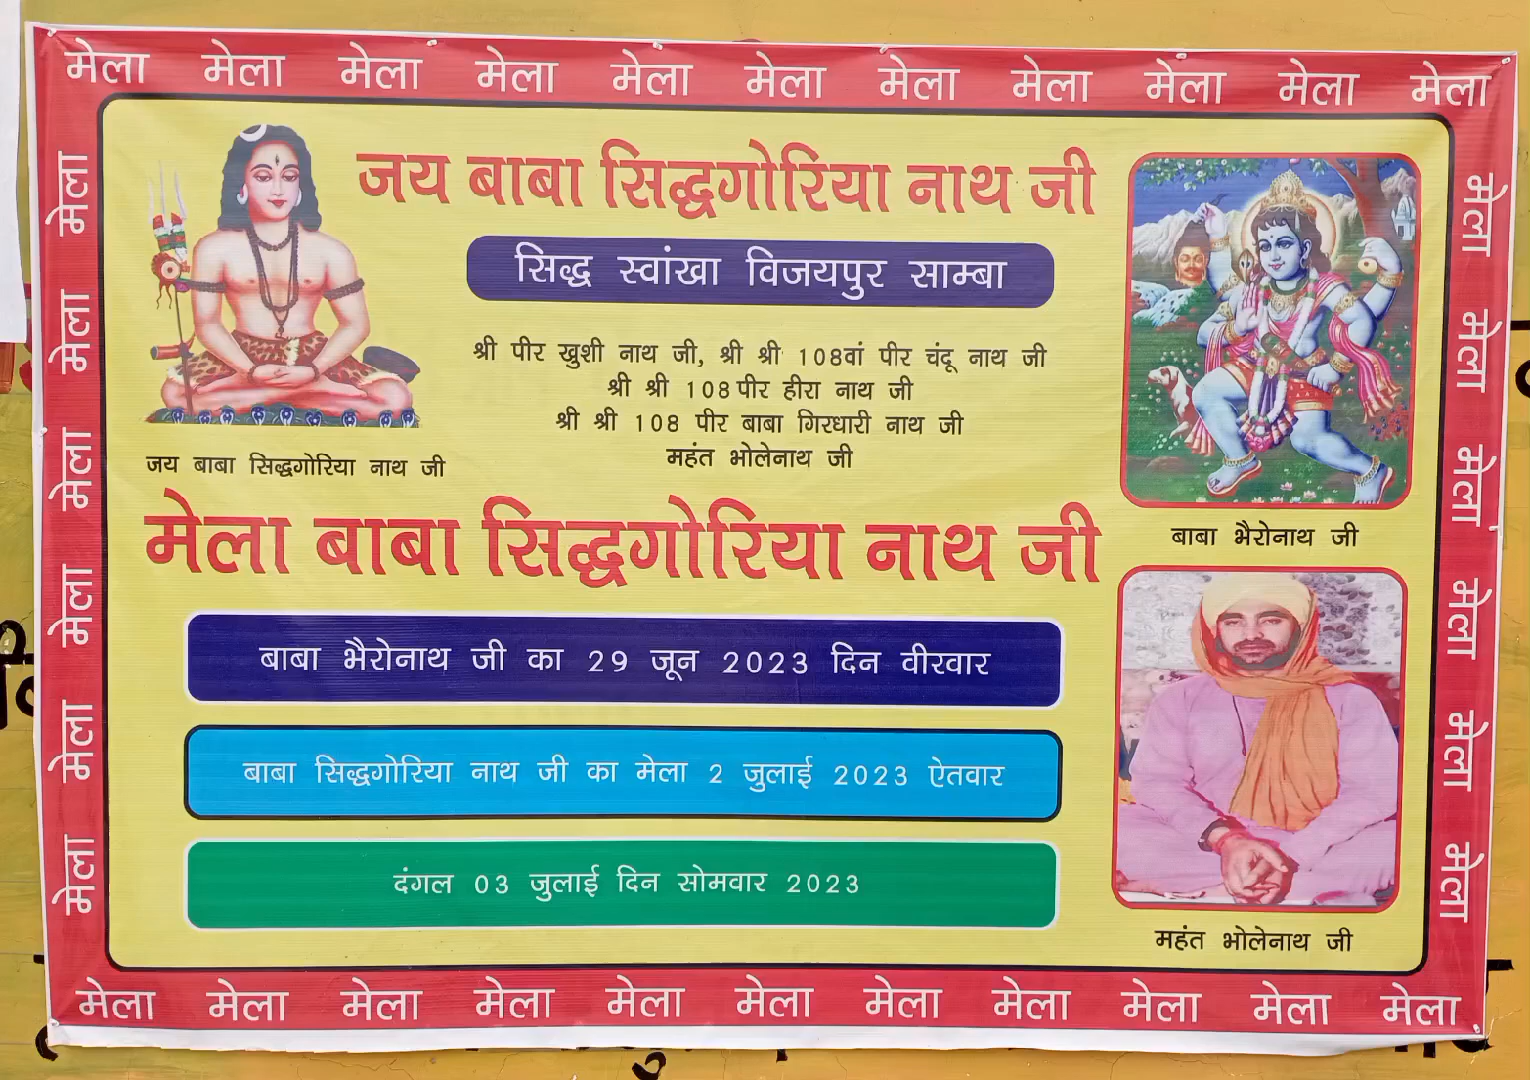 मेला मेला मेला मेला मेला मेला मेला मेला मेला मेला मेला
मेला
मेला
मेला
मेला
मेला
मेला
जय बाबा सिद्धगोरिया नाथ जी
सिद्ध स्वांखा विजयपुर साम्बा
श्री पीर खुशी नाथ जी, श्री श्री 108वां पीर चंदू नाथ जी
श्री श्री 108 पीर हीरा नाथ जी
श्री श्री 108 पीर बाबा गिरधारी नाथ जी
महंत भोलेनाथ जी
जय बाबा सिद्धगोरिया नाथ जी
मेला बाबा सिद्धगोरिया नाथ जी
बाबा भैरोनाथ जी
बाबा भैरोनाथ जी का 29 जून 2023 दिन वीरवार
बाबा सिद्धगोरिया नाथ जी का मेला 2 जुलाई 2023 ऐतवार
दंगल 03 जुलाई दिन सोमवार 2023
महंत भोलेनाथ जी
मेला
मेला
मेला
मेला
मेला
मेला
मेला मेला मेला मेला मेला मेला मेला मेला मेला मेला मेला